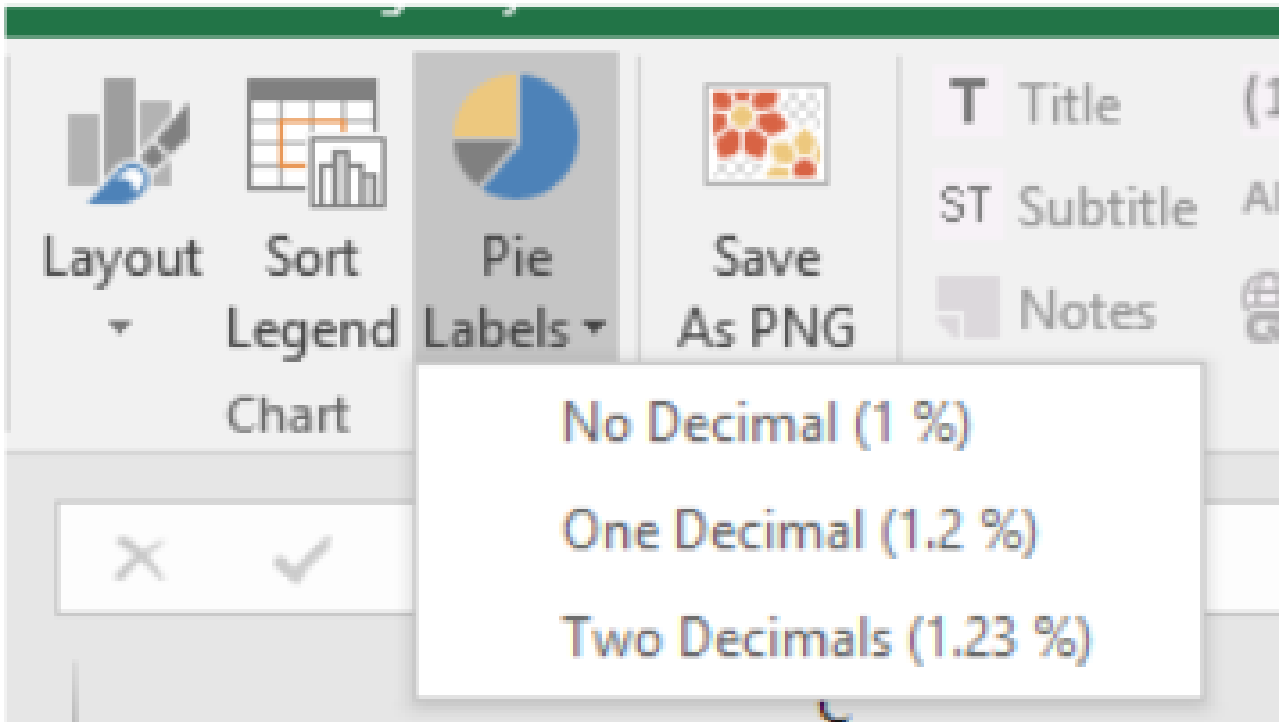 Layout
Sort
Legend
Pie
Labels
Save
As PNG
T Title
ST Subtitle
Notes
Chart
No Decimal (1 %)
One Decimal (1.2 %)
Two Decimals (1.23 %)